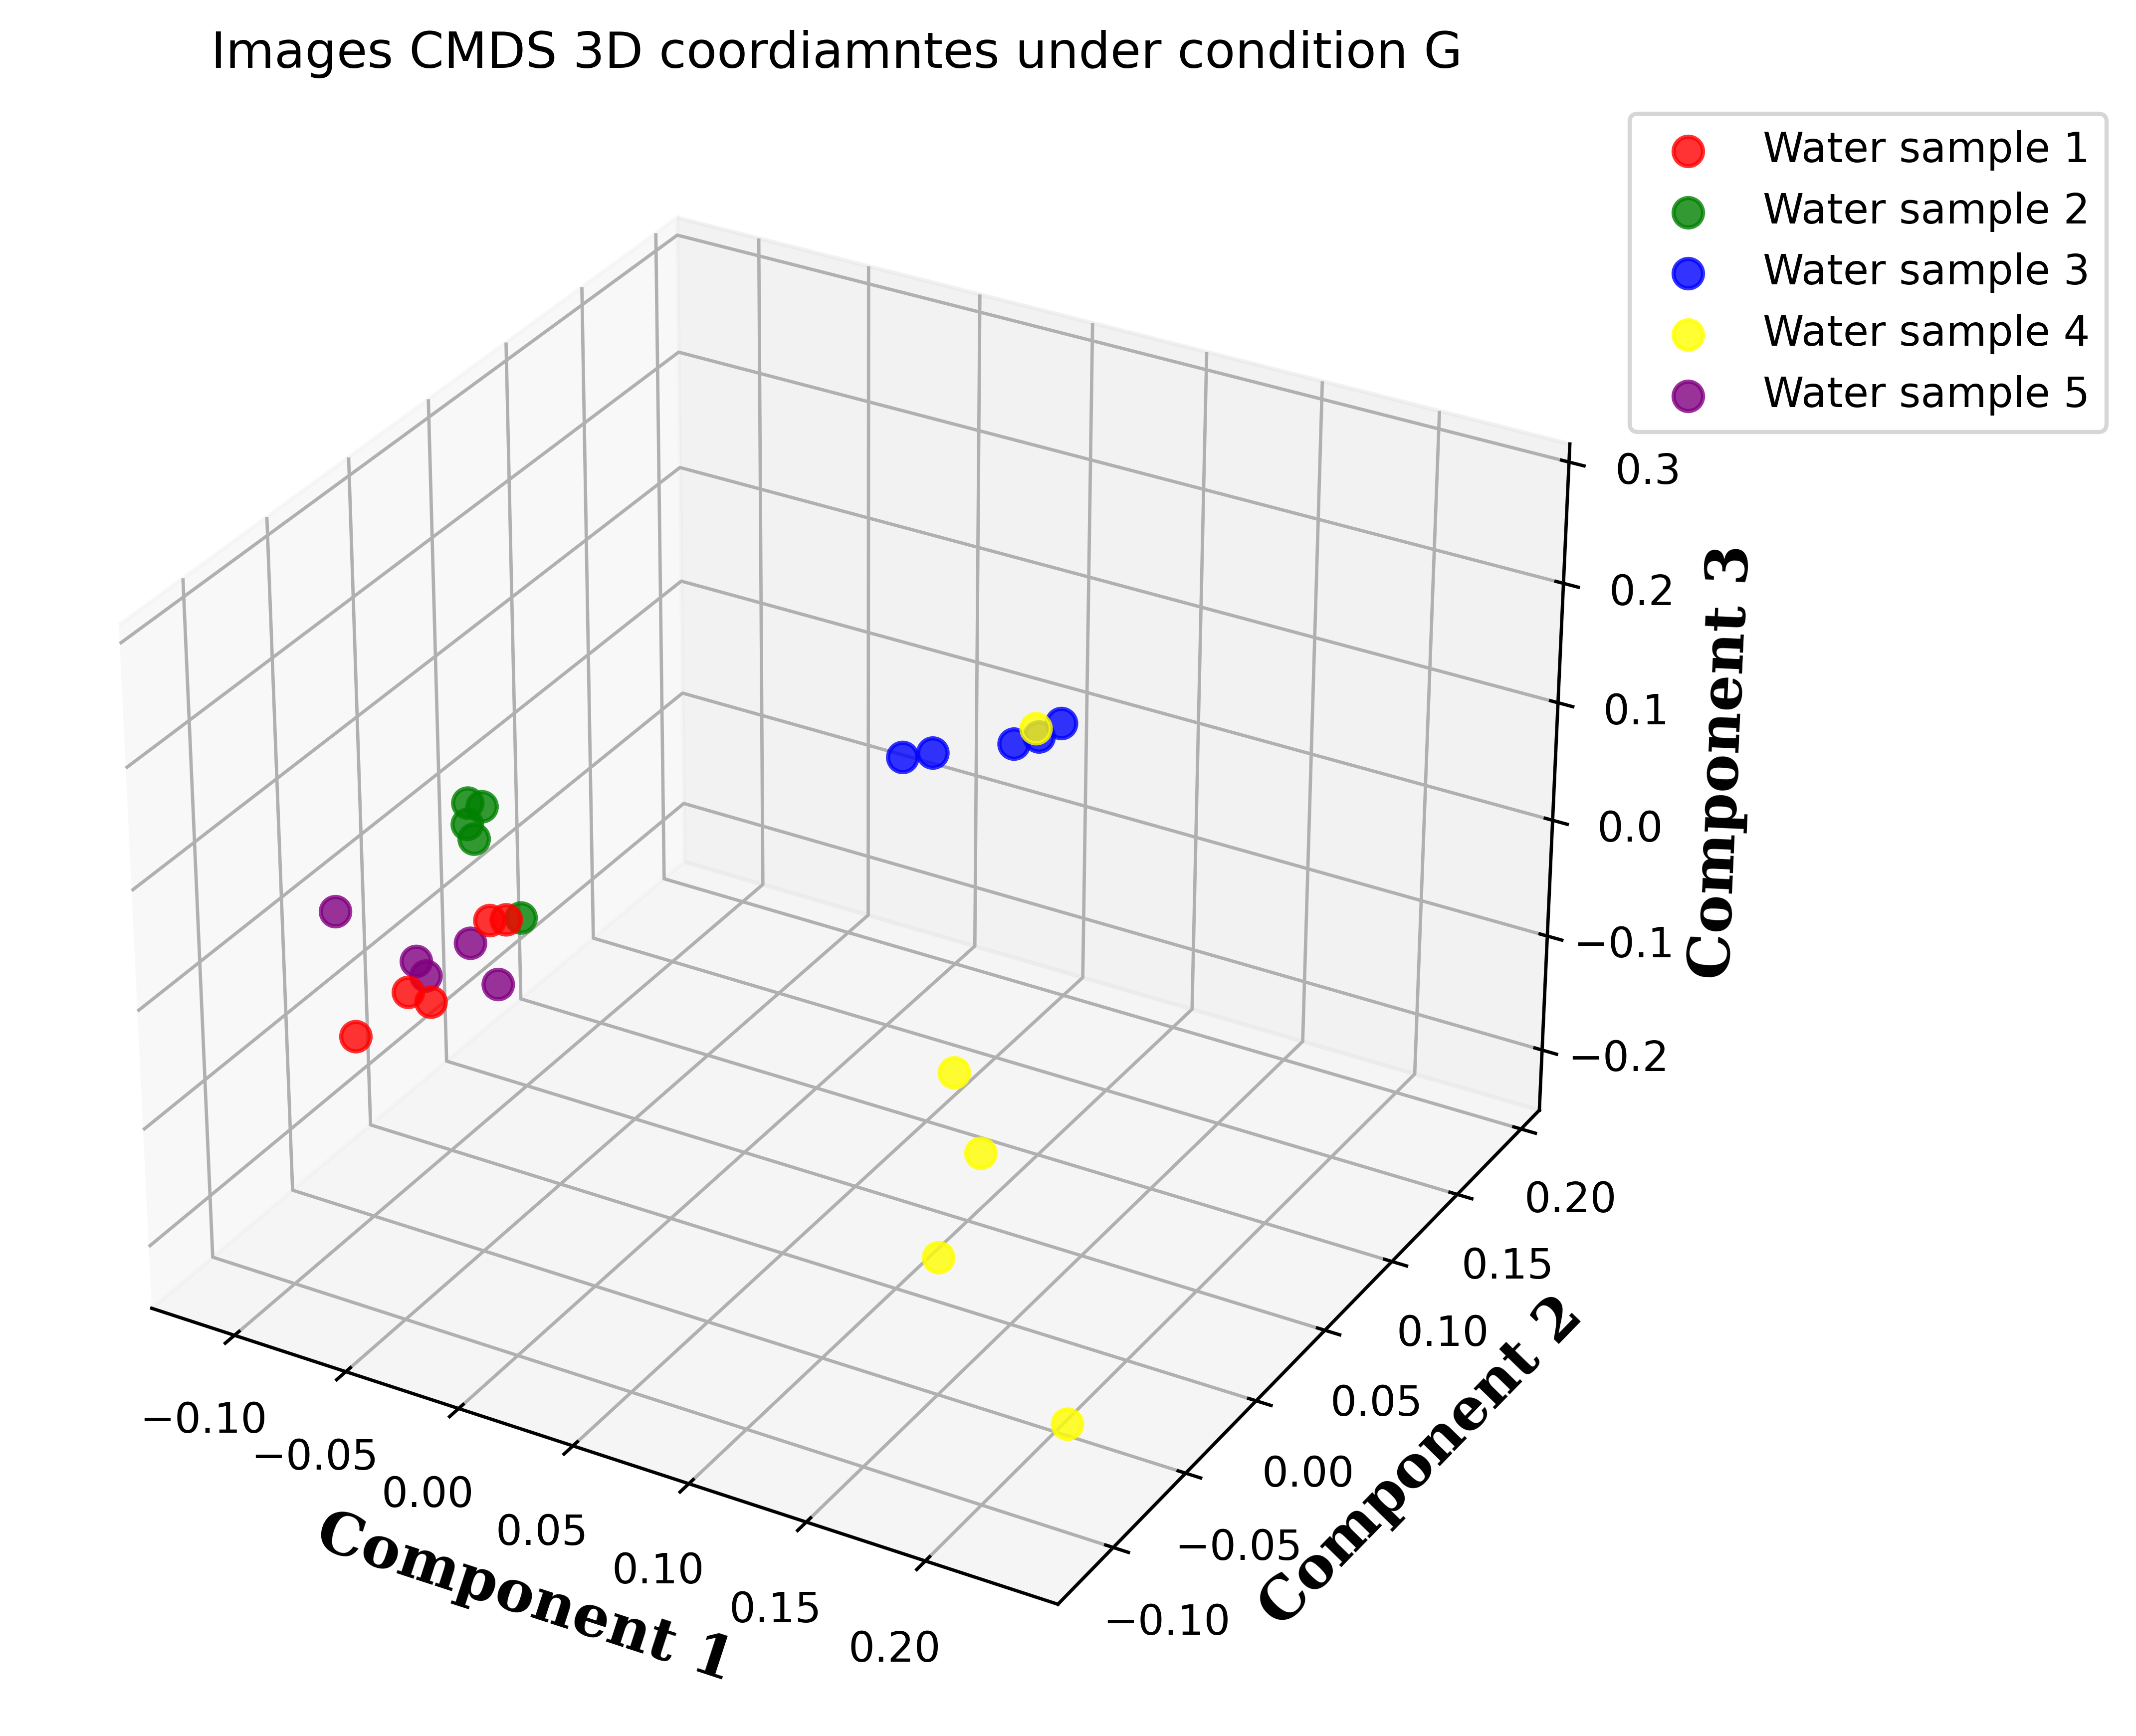 Images CMDS 3D coordiamntes under condition G
Water sample 1
Water sample 2
Water sample 3
Water sample 4
Water sample 5
0.3
0.2
0.1
0.0
−0.1
−0.2
Component 3
0.20
0.15
0.10
0.05
0.00
−0.05
−0.10
Component 2
−0.10
−0.05
0.00
0.05
0.10
0.15
0.20
Component 1